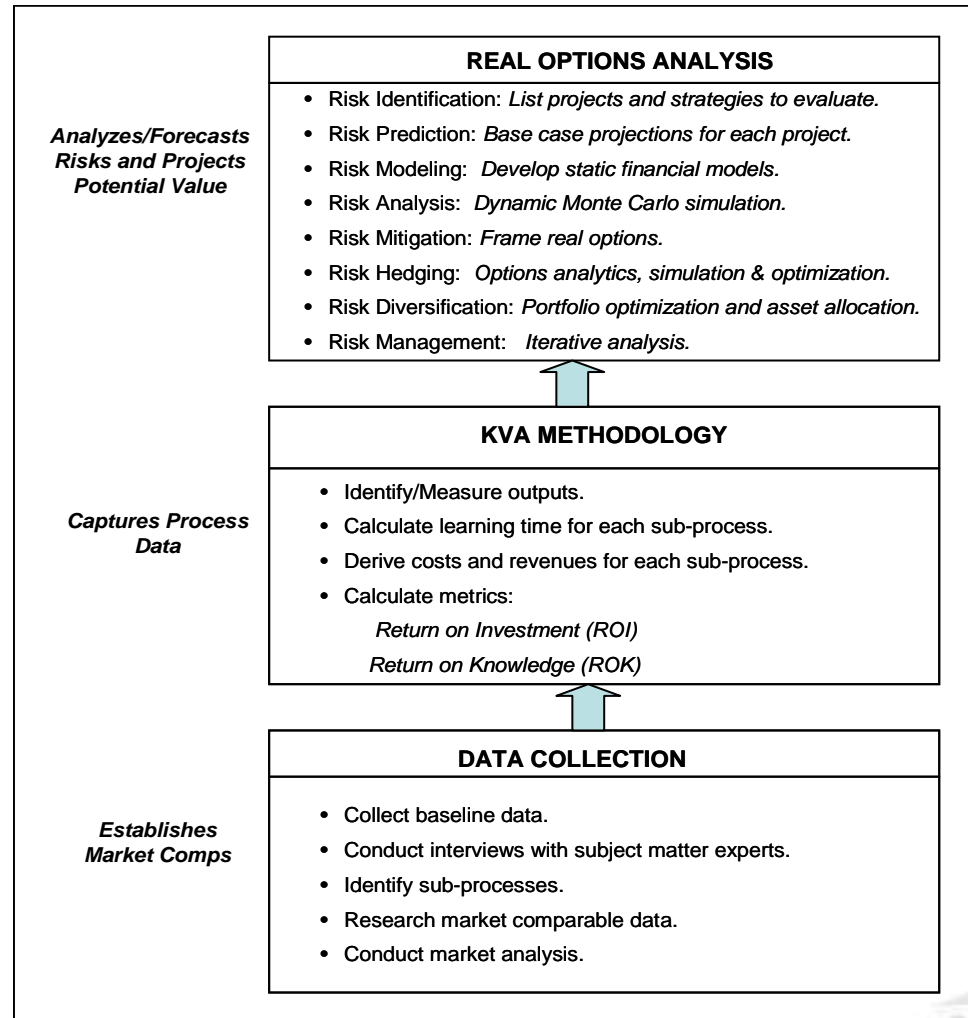 REAL OPTIONS ANALYSIS
Analyzes/Forecasts
Risks and Projects
Potential Value
• Risk Identification: List projects and strategies to evaluate.
• Risk Prediction: Base case projections for each project.
• Risk Modeling: Develop static financial models.
• Risk Analysis: Dynamic Monte Carlo simulation.
• Risk Mitigation: Frame real options.
• Risk Hedging: Options analytics, simulation & optimization.
• Risk Diversification: Portfolio optimization and asset allocation.
• Risk Management: Iterative analysis.
KVA METHODOLOGY
Captures Process
Data
• Identify/Measure outputs.
• Calculate learning time for each sub-process.
• Derive costs and revenues for each sub-process.
• Calculate metrics:
Return on Investment (ROI)
Return on Knowledge (ROK)
DATA COLLECTION
Establishes
Market Comps
• Collect baseline data.
• Conduct interviews with subject matter experts.
• Identify sub-processes.
• Research market comparable data.
• Conduct market analysis.